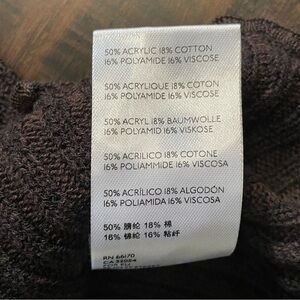 50% ACRYLIC 18% COTTON
16% POLYAMIDE 16% VISCOSE
50% ACRYLIQUE 18% COTON
16% POLYAMIDE 16% VISCOSE
50% ACRYL 18% BAUMWOLLE
16% POLYAMID 16% VISKOSE
50% ACRILICO 18% COTONE
16% POLIAMMIDE 16% VISCOSA
50% ACRÍLICO 18% ALGODÓN
16% POLIAMIDA 16% VISCOSA
50% 腈纶 18% 棉
16% 锦纶 16% 粘纤
RN 66170
CA 32054